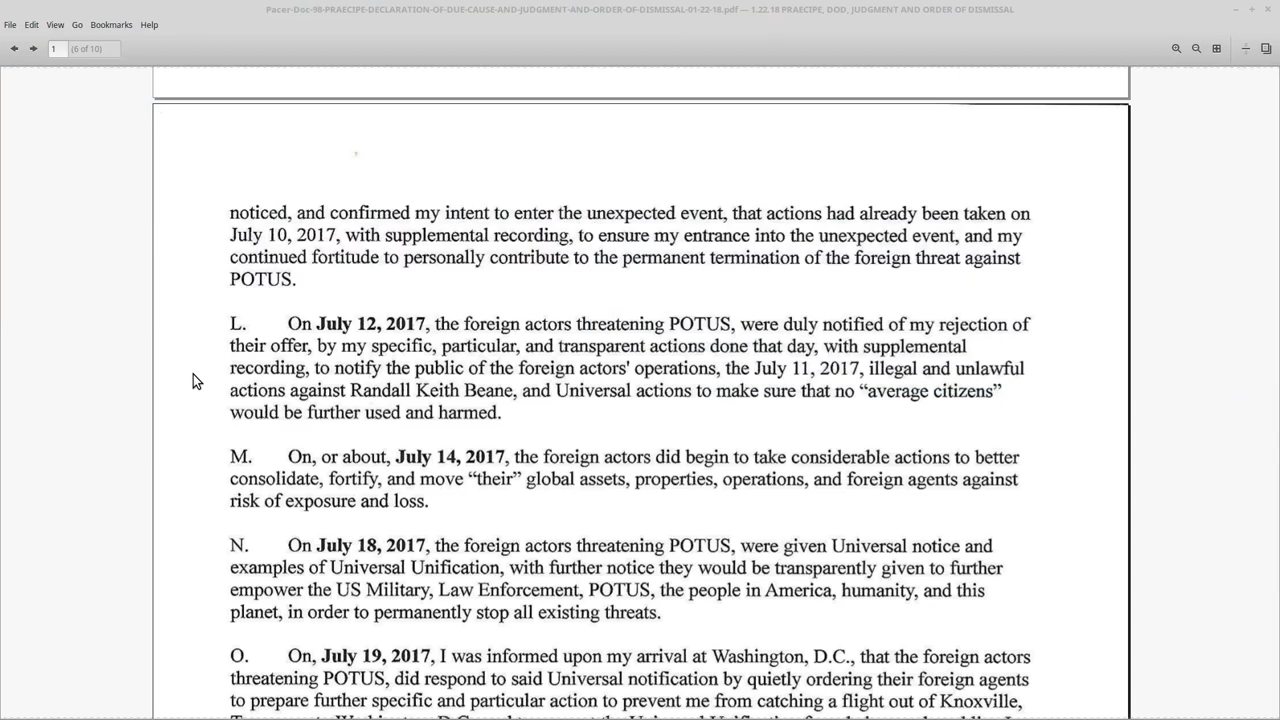 Pacer-Doc-98-PRAECIPE-DECLARATION-OF-DUE-CAUSE-AND-JUDGMENT-AND-ORDER-OF-DISMISSAL-01-22-18.pdf — 1.22.18 PRAECIPE, DOD, JUDGMENT AND ORDER OF DISMISSAL
File Edit View Go Bookmarks Help
1 (6 of 10)
noticed, and confirmed my intent to enter the unexpected event, that actions had already been taken on
July 10, 2017, with supplemental recording, to ensure my entrance into the unexpected event, and my
continued fortitude to personally contribute to the permanent termination of the foreign threat against
POTUS.
L. On July 12, 2017, the foreign actors threatening POTUS, were duly notified of my rejection of
their offer, by my specific, particular, and transparent actions done that day, with supplemental
recording, to notify the public of the foreign actors' operations, the July 11, 2017, illegal and unlawful
actions against Randall Keith Beane, and Universal actions to make sure that no “average citizens”
would be further used and harmed.
M. On, or about, July 14, 2017, the foreign actors did begin to take considerable actions to better
consolidate, fortify, and move “their” global assets, properties, operations, and foreign agents against
risk of exposure and loss.
N. On July 18, 2017, the foreign actors threatening POTUS, were given Universal notice and
examples of Universal Unification, with further notice they would be transparently given to further
empower the US Military, Law Enforcement, POTUS, the people in America, humanity, and this
planet, in order to permanently stop all existing threats.
O. On, July 19, 2017, I was informed upon my arrival at Washington, D.C., that the foreign actors
threatening POTUS, did respond to said Universal notification by quietly ordering their foreign agents
to prepare further specific and particular action to prevent me from catching a flight out of Knoxville,